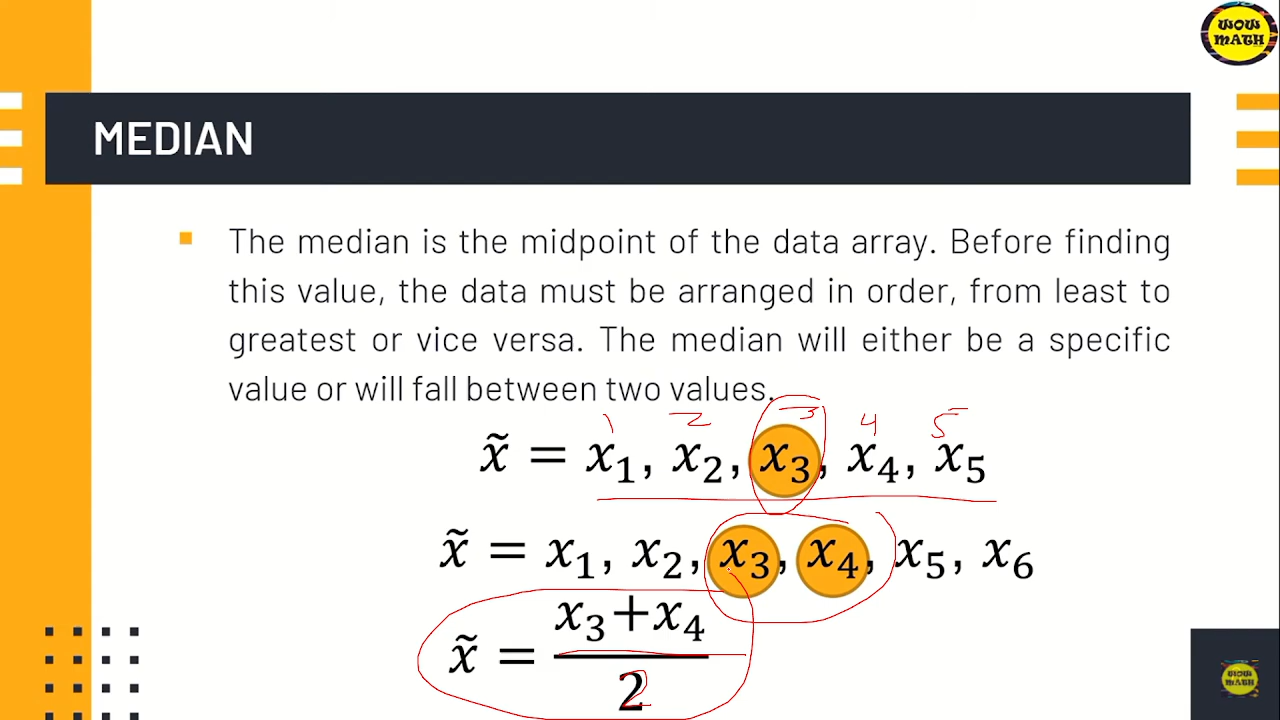 WOW
MATH
MEDIAN
▪ The median is the midpoint of the data array. Before finding
this value, the data must be arranged in order, from least to
greatest or vice versa. The median will either be a specific
value or will fall between two values.
1 2 3 4 5
x̃ = x₁, x₂, x₃, x₄, x₅
x̃ = x₁, x₂, x₃, x₄, x₅, x₆
x̃ = (x₃+x₄)/2
WOW
MATH